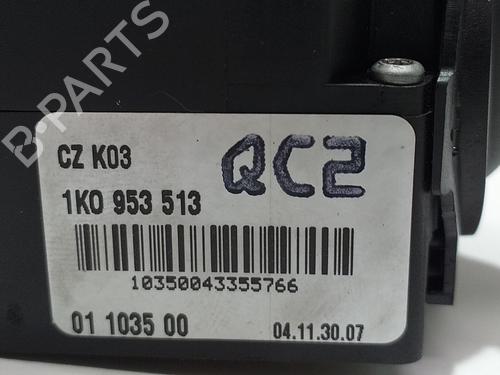 B-PARTS
CZ K03
QC2
1K0 953 513
10350043355766
01 1035 00
04.11.30.07